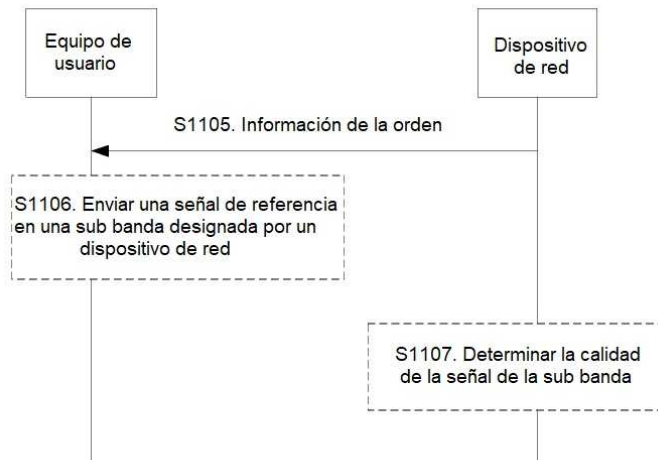 Equipo de
usuario
Dispositivo
de red
S1105. Información de la orden
S1106. Enviar una señal de referencia
en una sub banda designada por un
dispositivo de red
S1107. Determinar la calidad
de la señal de la sub banda